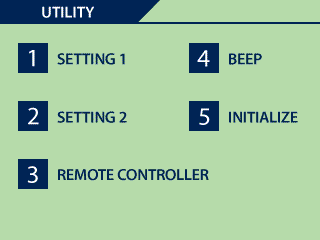 UTILITY
1 SETTING 1
2 SETTING 2
3 REMOTE CONTROLLER
4 BEEP
5 INITIALIZE